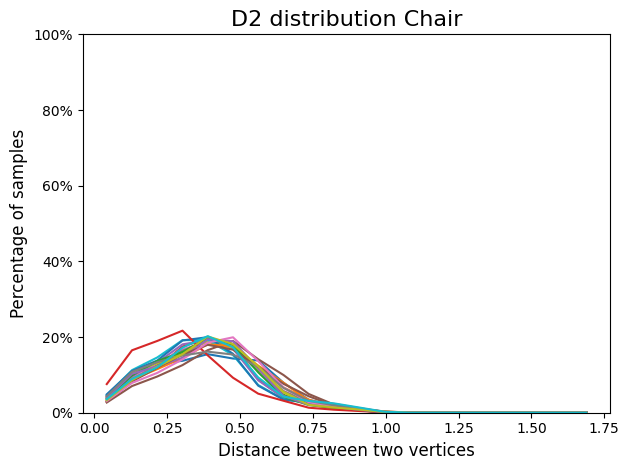 D2 distribution Chair
100%
80%
60%
40%
20%
0%
Percentage of samples
0.00 0.25 0.50 0.75 1.00 1.25 1.50 1.75
Distance between two vertices